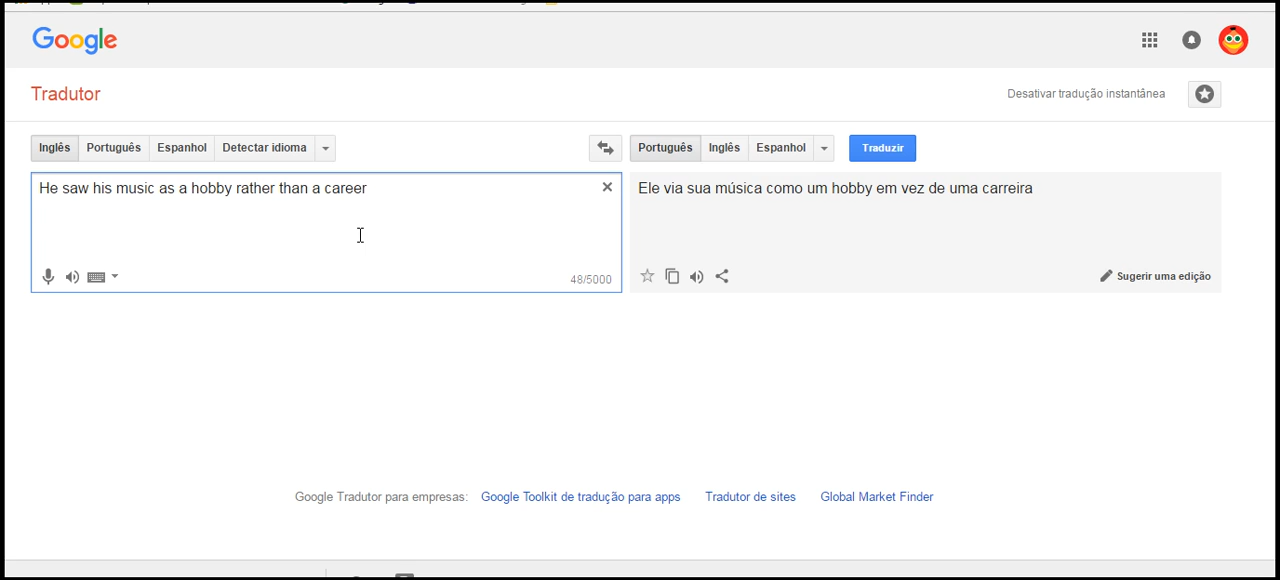 Google
Tradutor
Desativar tradução instantânea
Inglês Português Espanhol Detectar idioma
Português Inglês Espanhol Traduzir
He saw his music as a hobby rather than a career
Ele via sua música como um hobby em vez de uma carreira
48/5000
Sugerir uma edição
Google Tradutor para empresas: Google Toolkit de tradução para apps Tradutor de sites Global Market Finder